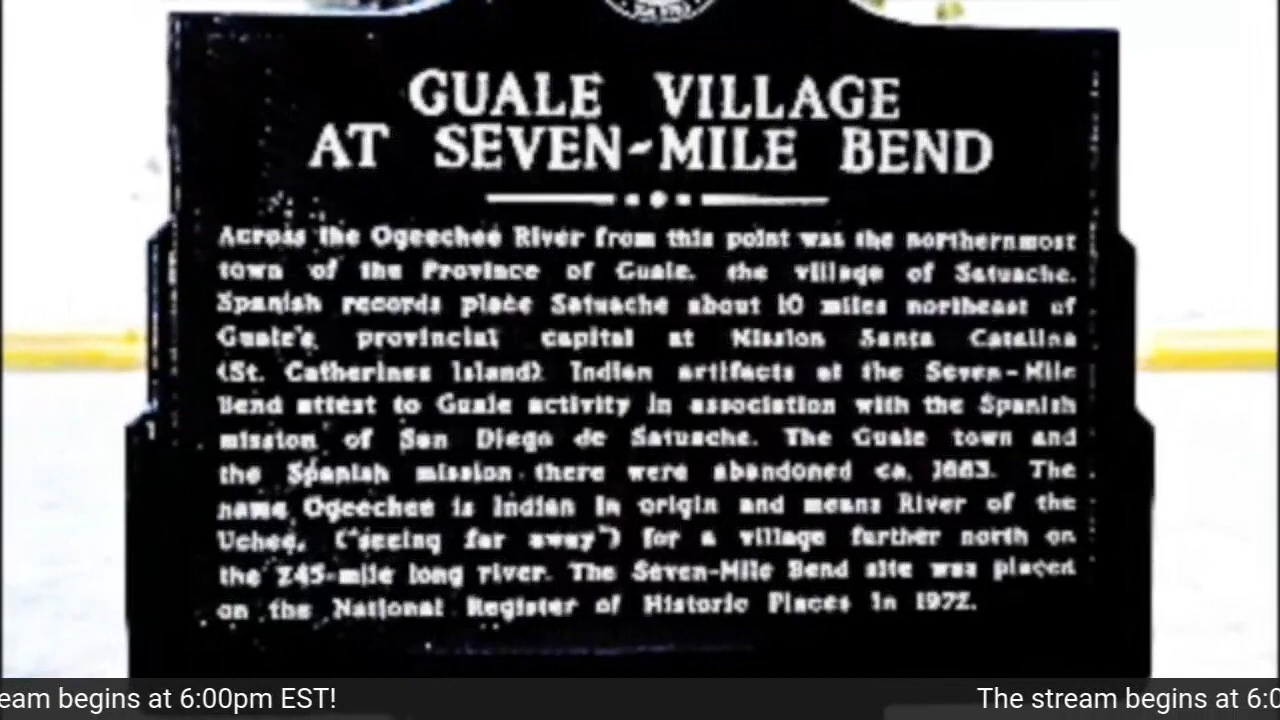 GUALE VILLAGE
AT SEVEN-MILE BEND
Across the Ogeechee River from this point was the northernmost
town of the Province of Guale, the village of Satuache.
Spanish records place Satuache about 10 miles northeast of
Guale's provincial capital at Mission Santa Catalina
(St. Catherines Island). Indian artifacts at the Seven-Mile
Bend attest to Guale activity in association with the Spanish
mission of San Diego de Satuache. The Guale town and
the Spanish mission there were abandoned ca. 1663. The
name Ogeechee is Indian in origin and means River of the
Uchee, ("seeing far away") for a village further north on
the 245-mile long river. The Seven-Mile Bend site was placed
on the National Register of Historic Places in 1972.
eam begins at 6:00pm EST! The stream begins at 6:0